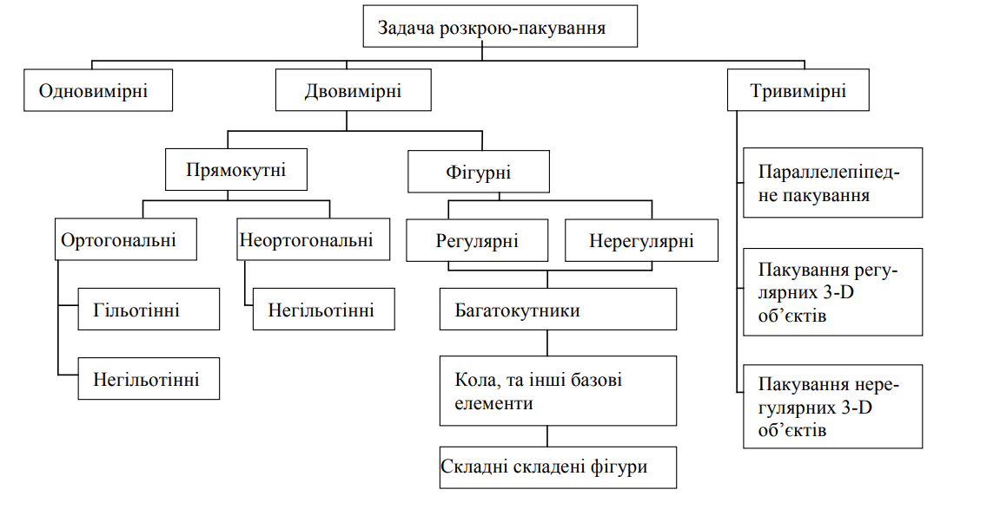 Задача розкрою-пакування
Одновимірні
Двовимірні
Тривимірні
Прямокутні
Фігурні
Параллелепіпед-
не пакування
Ортогональні
Неортогональні
Регулярні
Нерегулярні
Пакування регу-
лярних 3-D
об’єктів
Гільотінні
Негільотінні
Багатокутники
Негільотінні
Кола, та інші базові
елементи
Пакування нере-
гулярних 3-D
об’єктів
Складні складені фігури